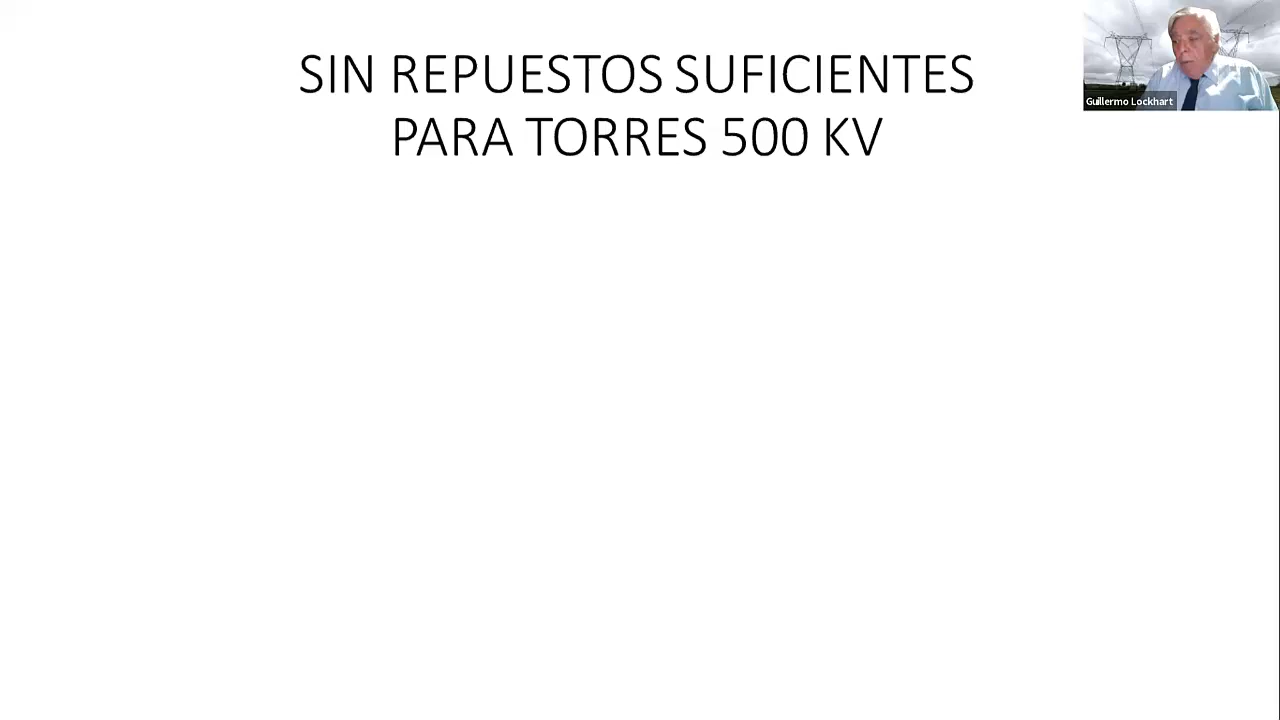 SIN REPUESTOS SUFICIENTES
PARA TORRES 500 KV
Guillermo Lockhart